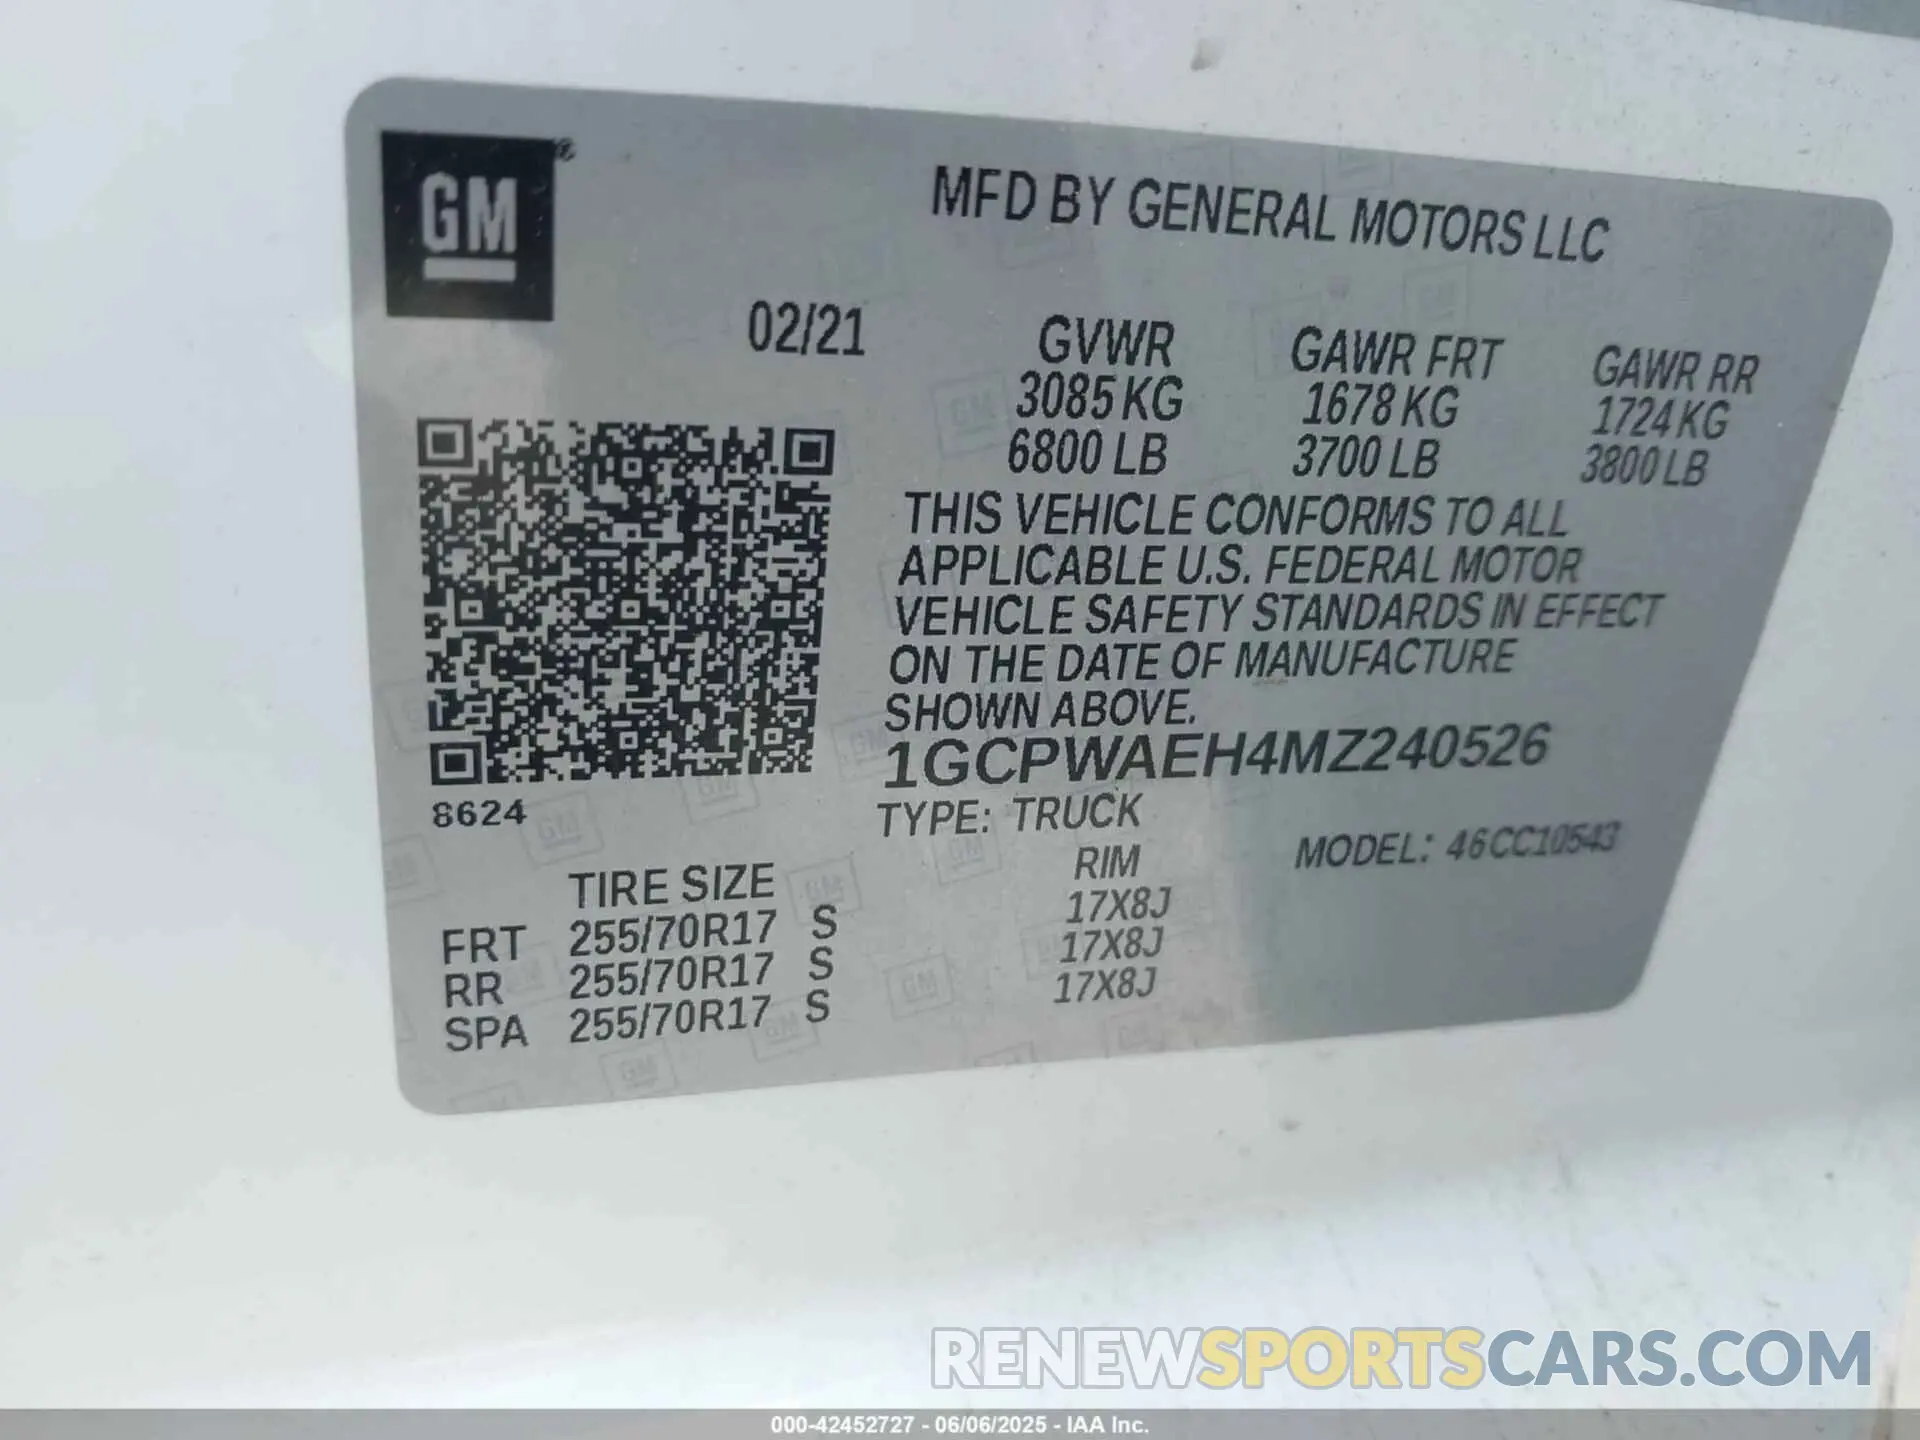 GM®
MFD BY GENERAL MOTORS LLC
02/21
GVWR GAWR FRT GAWR RR
3085 KG 1678 KG 1724 KG
6800 LB 3700 LB 3800 LB
THIS VEHICLE CONFORMS TO ALL
APPLICABLE U.S. FEDERAL MOTOR
VEHICLE SAFETY STANDARDS IN EFFECT
ON THE DATE OF MANUFACTURE
SHOWN ABOVE.
1GCPWAEH4MZ240526
8624
TYPE: TRUCK
MODEL: 46CC10543
TIRE SIZE RIM
FRT 255/70R17 S 17X8J
RR 255/70R17 S 17X8J
SPA 255/70R17 S 17X8J
RENEWSPORTSCARS.COM
000-42452727 - 06/06/2025 - IAA Inc.